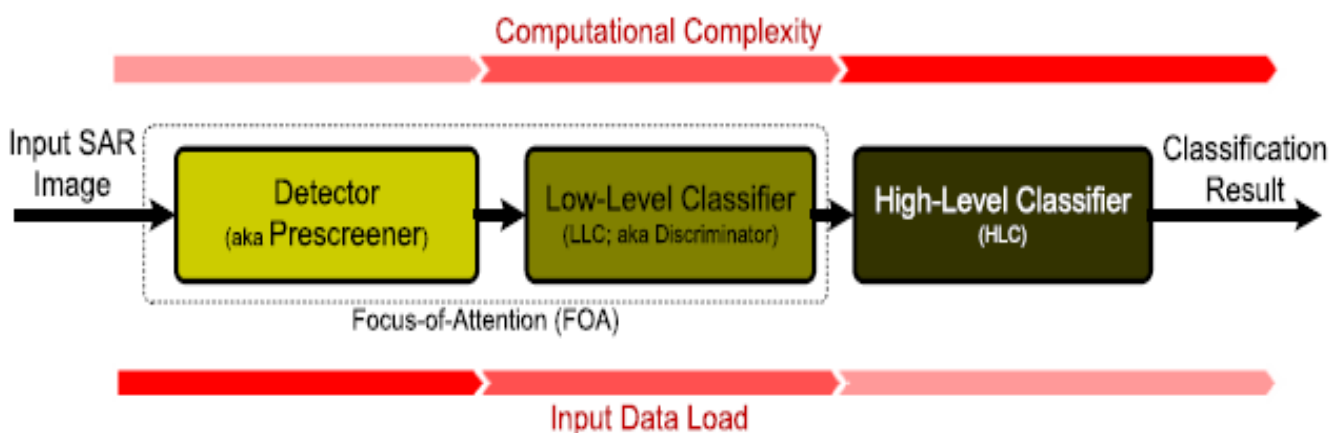 Computational Complexity
Input SAR
Image
Detector
(aka Prescreener)
Low-Level Classifier
(LLC; aka Discriminator)
High-Level Classifier
(HLC)
Classification
Result
Focus-of-Attention (FOA)
Input Data Load